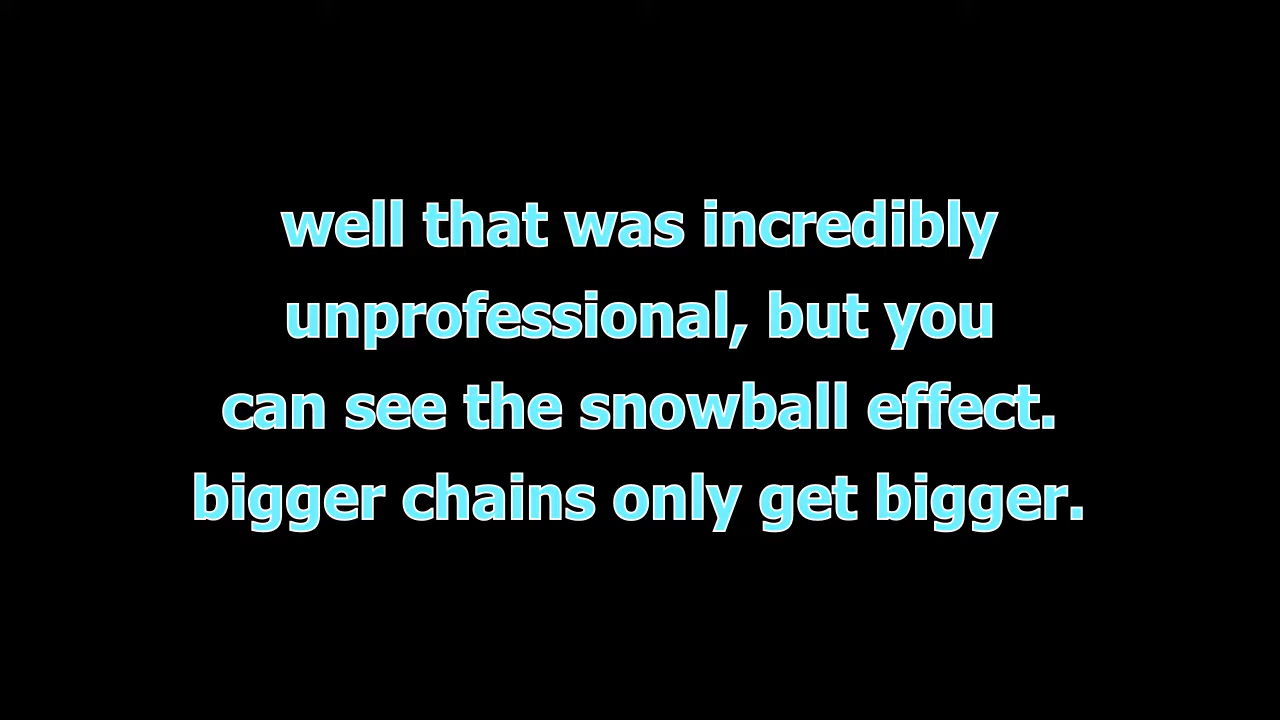 well that was incredibly
unprofessional, but you
can see the snowball effect.
bigger chains only get bigger.